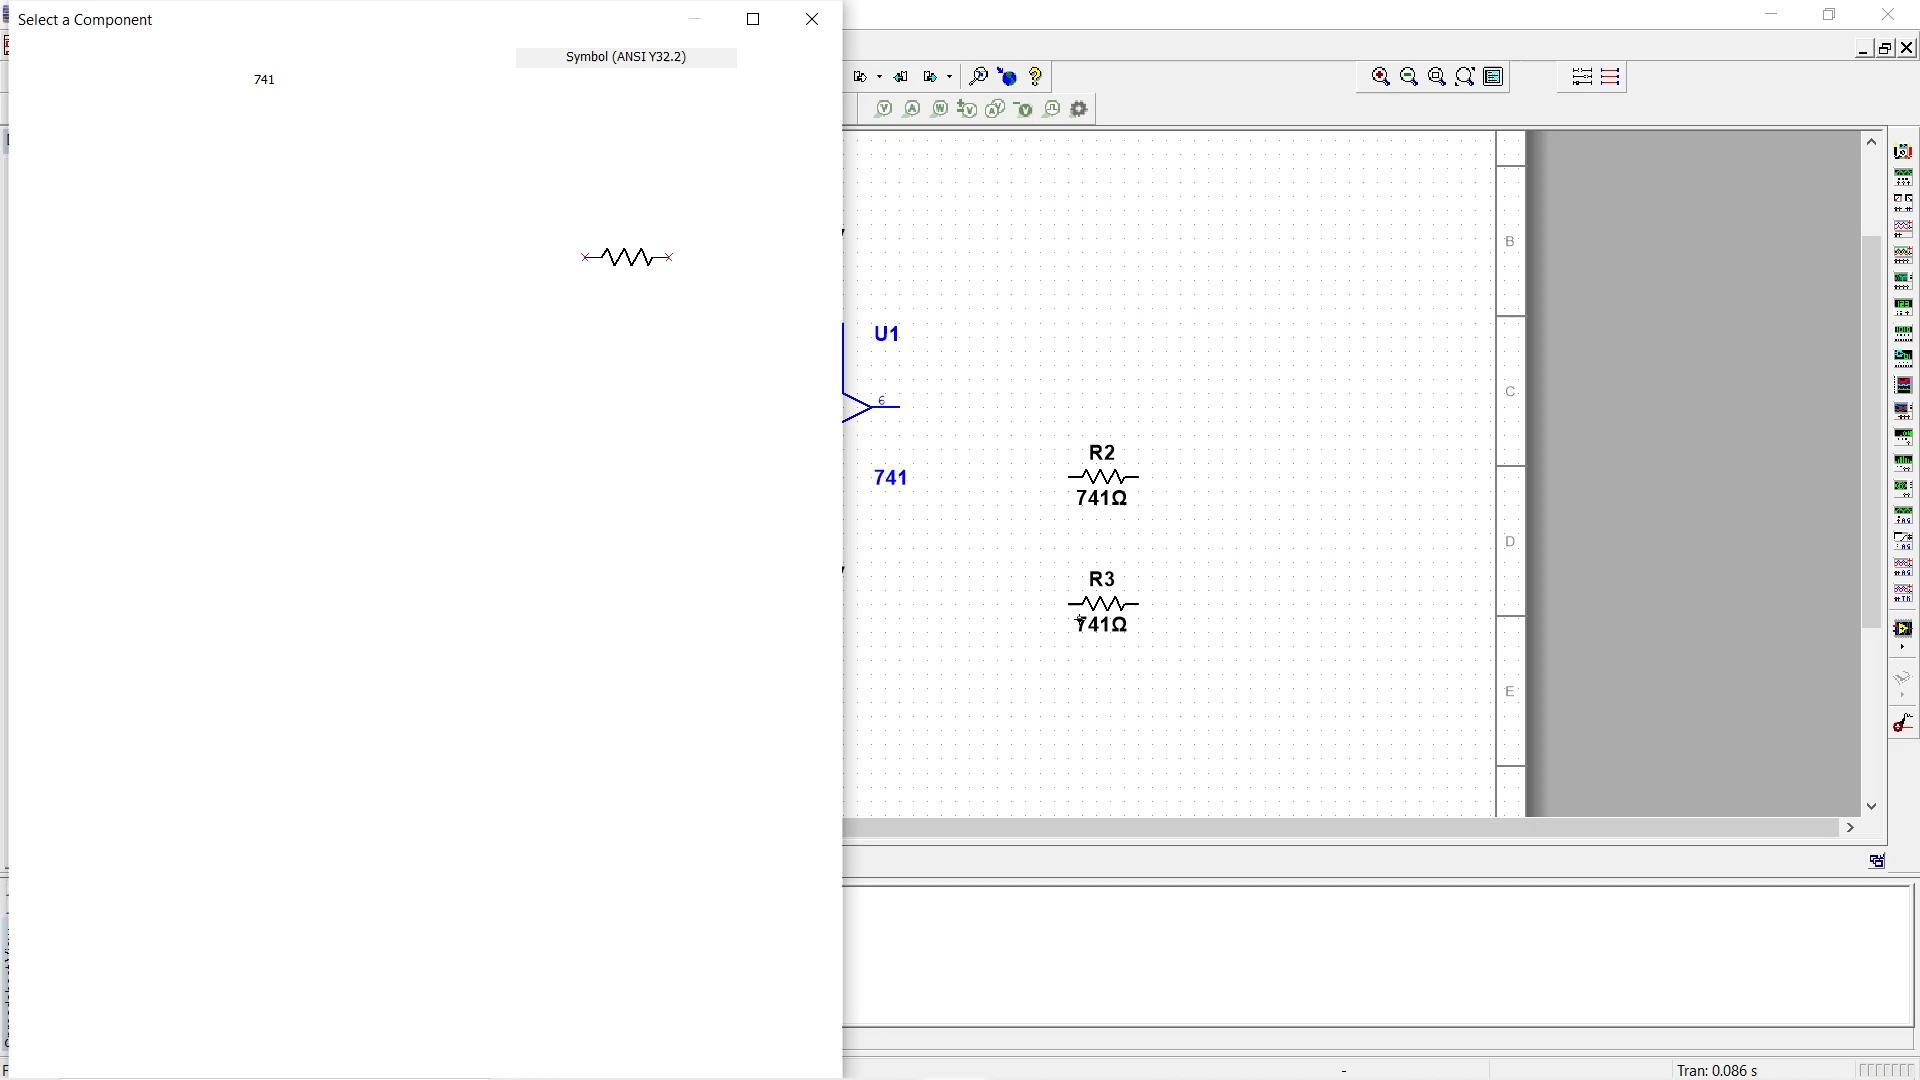 Select a Component
Symbol (ANSI Y32.2)
741
B
U1
C
6
R2
741
741Ω
D
R3
741Ω
E
-
Tran: 0.086 s